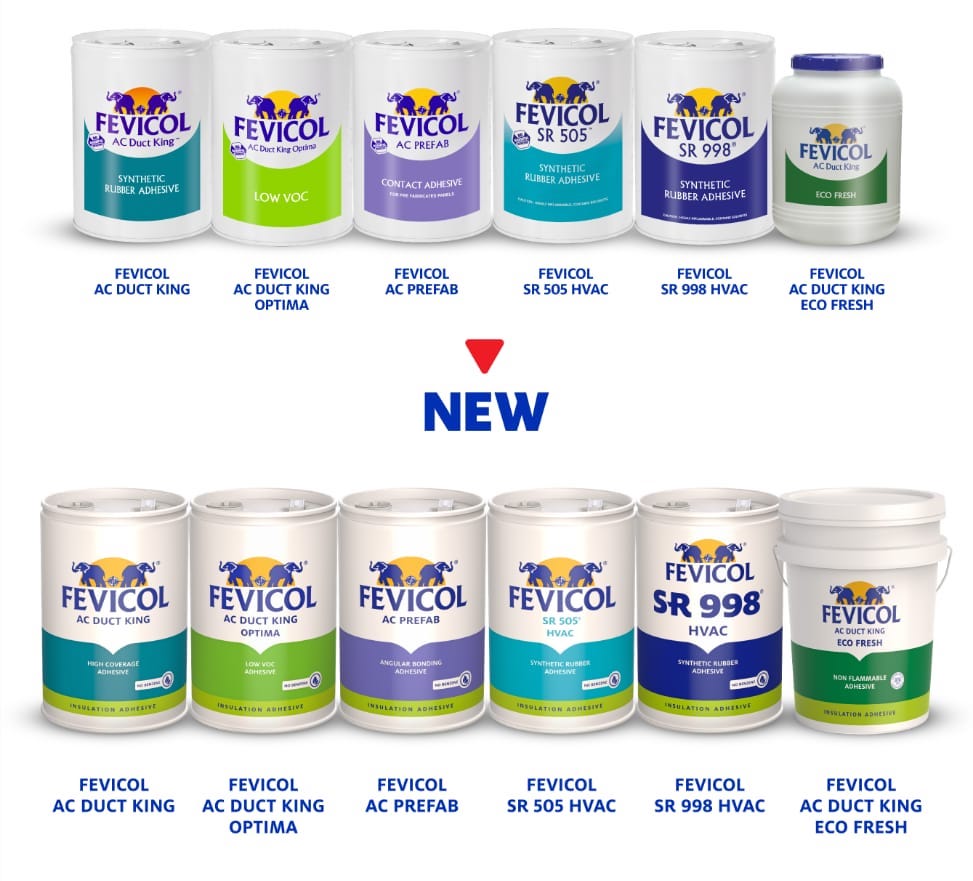 FEVICOL
AC Duct King™
SYNTHETIC
RUBBER ADHESIVE
FEVICOL
AC Duct King Optima
LOW VOC
FEVICOL
AC PREFAB
CONTACT ADHESIVE
FOR PRE FABRICATED PANELS
FEVICOL
SR 505™
SYNTHETIC
RUBBER ADHESIVE
FEVICOL
SR 998®
SYNTHETIC
RUBBER ADHESIVE
FEVICOL
AC Duct King
ECO FRESH
FEVICOL
AC DUCT KING
FEVICOL
AC DUCT KING
OPTIMA
FEVICOL
AC PREFAB
FEVICOL
SR 505 HVAC
FEVICOL
SR 998 HVAC
FEVICOL
AC DUCT KING
ECO FRESH
NEW
FEVICOL
AC DUCT KING
HIGH COVERAGE
ADHESIVE
NO BENZENE
INSULATION ADHESIVE
FEVICOL
AC DUCT KING
OPTIMA
LOW VOC
ADHESIVE
NO BENZENE
INSULATION ADHESIVE
FEVICOL
AC PREFAB
ANGULAR BONDING
ADHESIVE
NO BENZENE
INSULATION ADHESIVE
FEVICOL
SR 505®
HVAC
SYNTHETIC RUBBER
ADHESIVE
NO BENZENE
INSULATION ADHESIVE
FEVICOL
S-R 998®
HVAC
SYNTHETIC RUBBER
ADHESIVE
NO BENZENE
INSULATION ADHESIVE
FEVICOL
AC DUCT KING
ECO FRESH
NON FLAMMABLE
ADHESIVE
INSULATION ADHESIVE
FEVICOL
AC DUCT KING
FEVICOL
AC DUCT KING
OPTIMA
FEVICOL
AC PREFAB
FEVICOL
SR 505 HVAC
FEVICOL
SR 998 HVAC
FEVICOL
AC DUCT KING
ECO FRESH